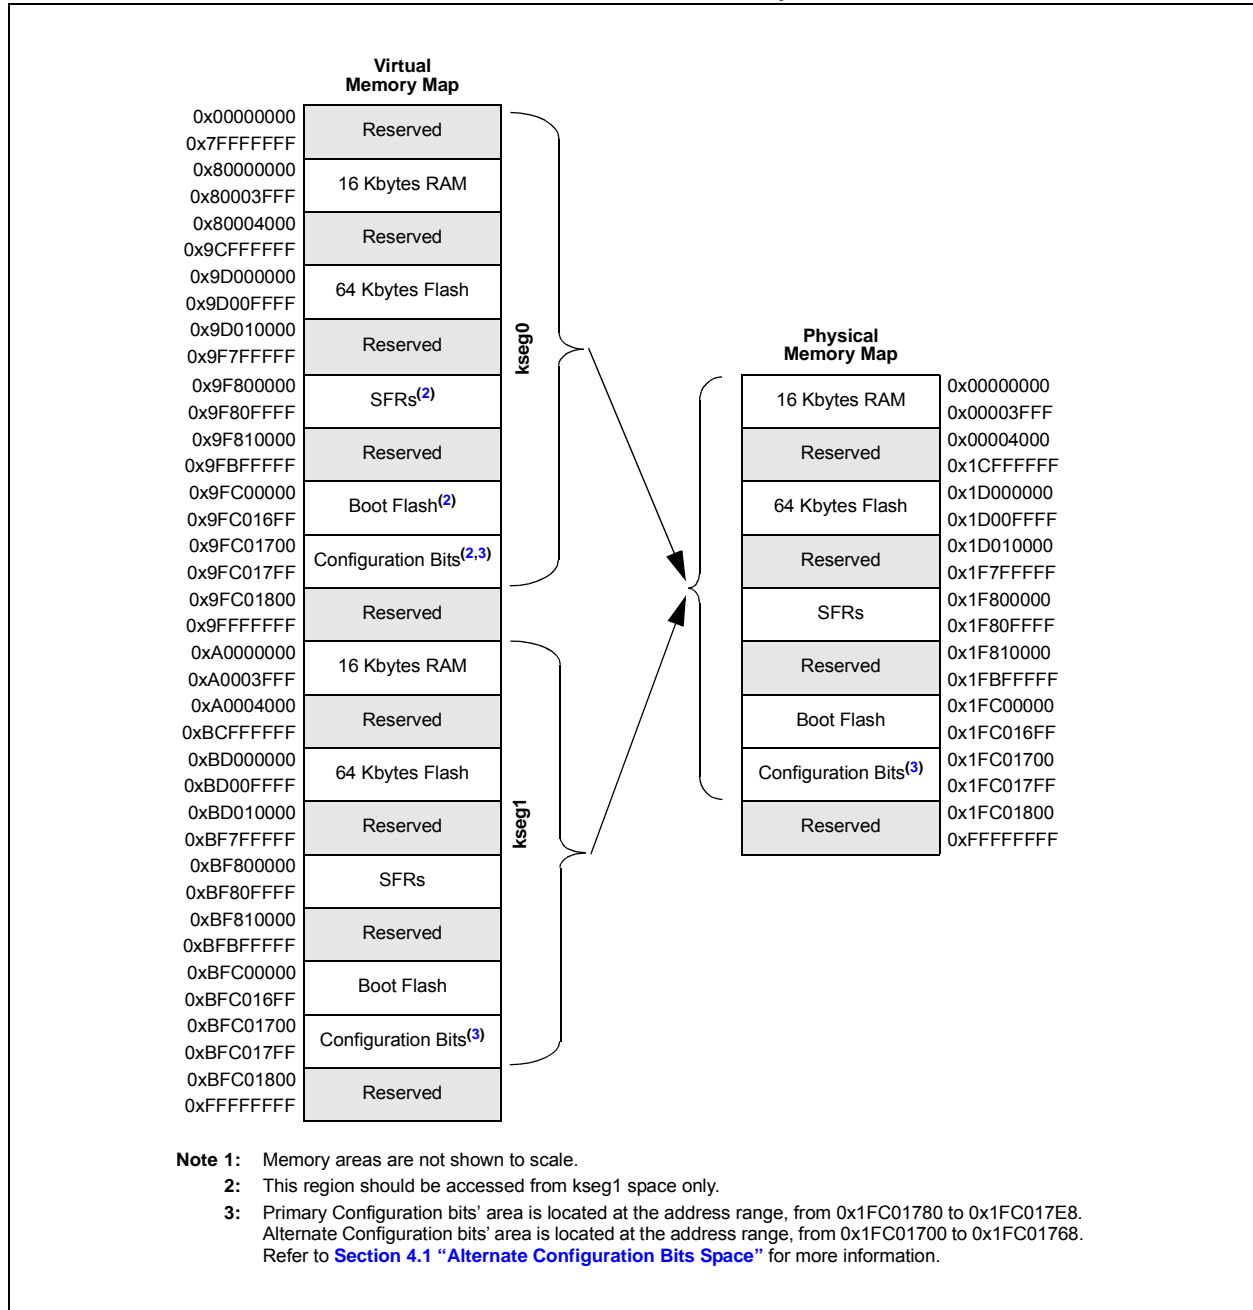 Virtual
Memory Map
0x00000000
Reserved
0x7FFFFFFF
0x80000000
16 Kbytes RAM
0x80003FFF
0x80004000
Reserved
0x9CFFFFFF
0x9D000000
64 Kbytes Flash
0x9D00FFFF
0x9D010000
Reserved
0x9F7FFFFF
0x9F800000
SFRs(2)
0x9F80FFFF
0x9F810000
Reserved
0x9FBFFFFF
0x9FC00000
Boot Flash(2)
0x9FC016FF
0x9FC01700
Configuration Bits(2,3)
0x9FC017FF
0x9FC01800
Reserved
0x9FFFFFFF
0xA0000000
16 Kbytes RAM
0xA0003FFF
0xA0004000
Reserved
0xBCFFFFFF
0xBD000000
64 Kbytes Flash
0xBD00FFFF
0xBD010000
Reserved
0xBF7FFFFF
0xBF800000
SFRs
0xBF80FFFF
0xBF810000
Reserved
0xBFBFFFFF
0xBFC00000
Boot Flash
0xBFC016FF
0xBFC01700
Configuration Bits(3)
0xBFC017FF
0xBFC01800
Reserved
0xFFFFFFFF
kseg0
kseg1
Physical
Memory Map
0x00000000
16 Kbytes RAM
0x00003FFF
0x00004000
Reserved
0x1CFFFFFF
0x1D000000
64 Kbytes Flash
0x1D00FFFF
0x1D010000
Reserved
0x1F7FFFFF
0x1F800000
SFRs
0x1F80FFFF
0x1F810000
Reserved
0x1FBFFFFF
0x1FC00000
Boot Flash
0x1FC016FF
0x1FC01700
Configuration Bits(3)
0x1FC017FF
0x1FC01800
Reserved
0xFFFFFFFF
Note 1: Memory areas are not shown to scale.
2: This region should be accessed from kseg1 space only.
3: Primary Configuration bits’ area is located at the address range, from 0x1FC01780 to 0x1FC017E8.
Alternate Configuration bits’ area is located at the address range, from 0x1FC01700 to 0x1FC01768.
Refer to Section 4.1 “Alternate Configuration Bits Space” for more information.